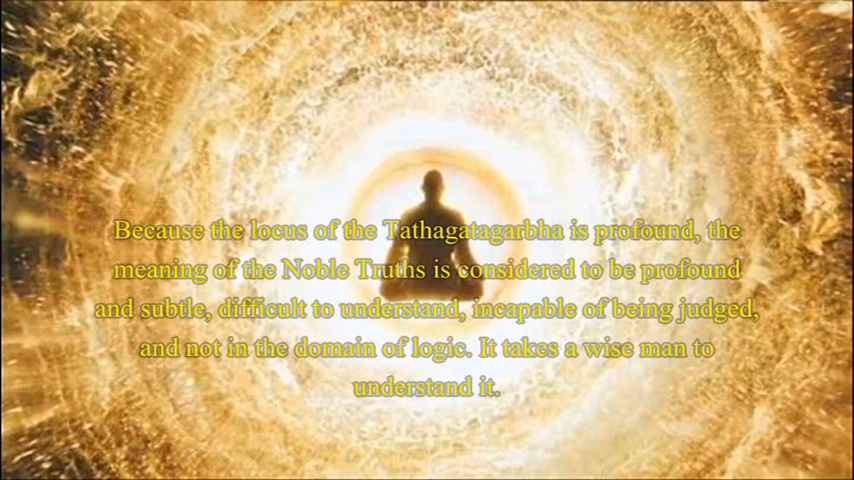 Because the locus of the Tathagatagarbha is profound, the
meaning of the Noble Truths is considered to be profound
and subtle, difficult to understand, incapable of being judged,
and not in the domain of logic. It takes a wise man to
understand it.